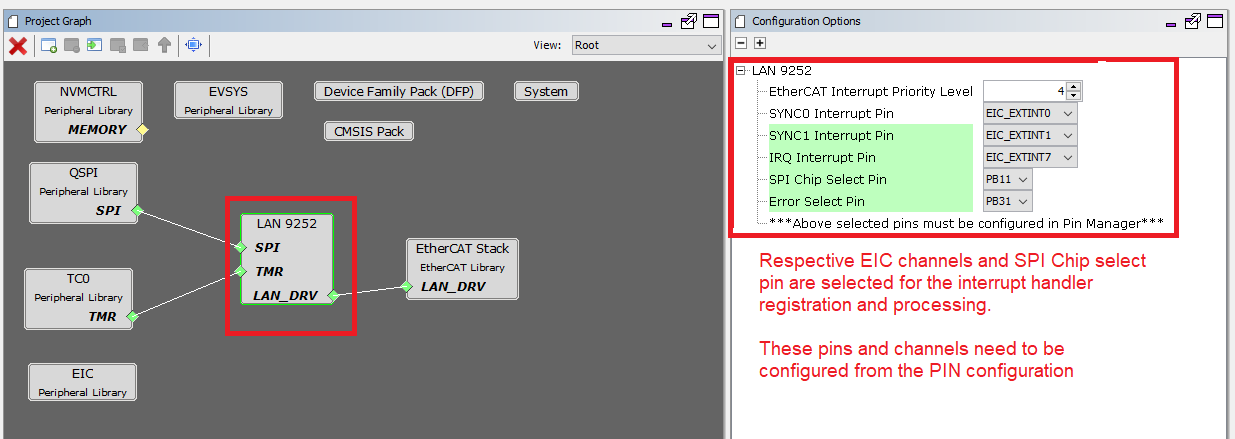 Project Graph
View: Root
NVMCTRL
Peripheral Library
MEMORY
EVSYS
Peripheral Library
Device Family Pack (DFP)
System
CMSIS Pack
QSPI
Peripheral Library
SPI
LAN 9252
SPI
TMR
LAN_DRV
EtherCAT Stack
EtherCAT Library
LAN_DRV
TC0
Peripheral Library
TMR
EIC
Peripheral Library
Configuration Options
LAN 9252
EtherCAT Interrupt Priority Level 4
SYNC0 Interrupt Pin EIC_EXTINT0
SYNC1 Interrupt Pin EIC_EXTINT1
IRQ Interrupt Pin EIC_EXTINT7
SPI Chip Select Pin PB11
Error Select Pin PB31
***Above selected pins must be configured in Pin Manager***
Respective EIC channels and SPI Chip select
pin are selected for the interrupt handler
registration and processing.
These pins and channels need to be
configured from the PIN configuration